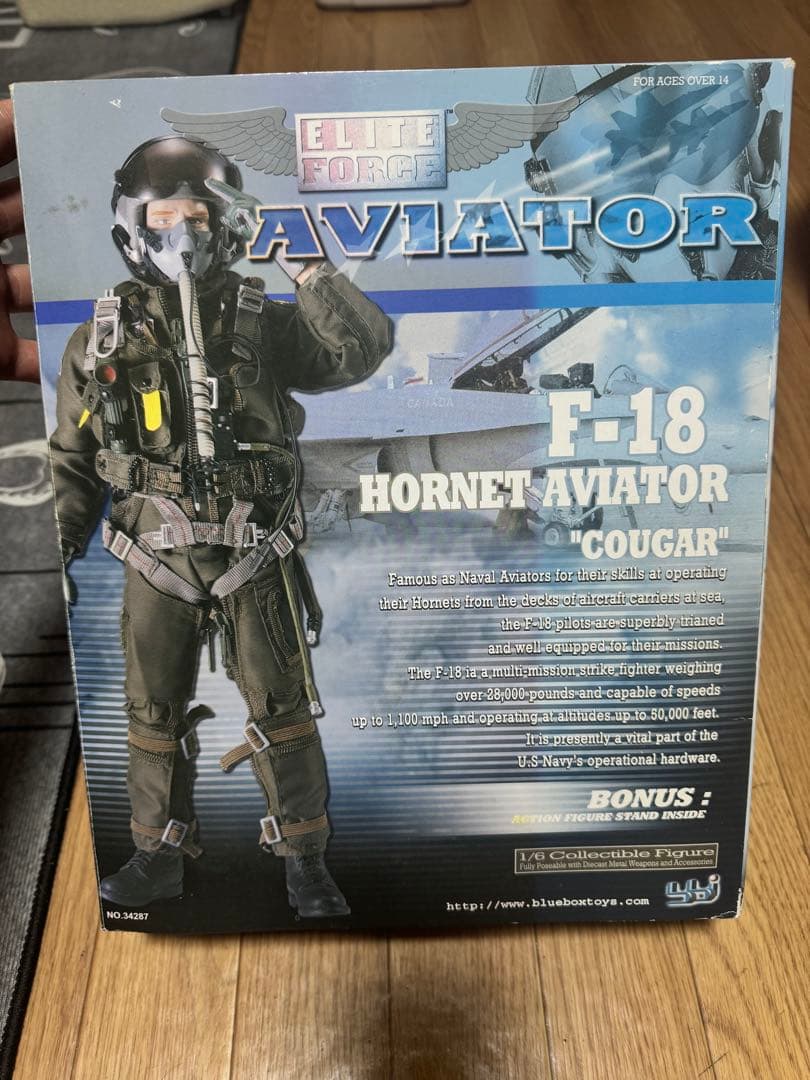 FOR AGES OVER 14
ELITE
FORCE
AVIATOR
CANADA
F-18
HORNET AVIATOR
"COUGAR"
Famous as Naval Aviators for their skills at operating
their Hornets from the decks of aircraft carriers at sea,
the F-18 pilots are superbly trianed
and well equipped for their missions.
The F-18 ia a multi-mission strike fighter weighing
over 28,000 pounds and capable of speeds
up to 1,100 mph and operating at altitudes up to 50,000 feet.
It is presently a vital part of the
U.S Navy's operational hardware.
BONUS :
ACTION FIGURE STAND INSIDE
1/6 Collectible Figure
Fully Poseable with Diecast Metal Weapons and Accessories
http://www.blueboxtoys.com
bbi
NO.34287